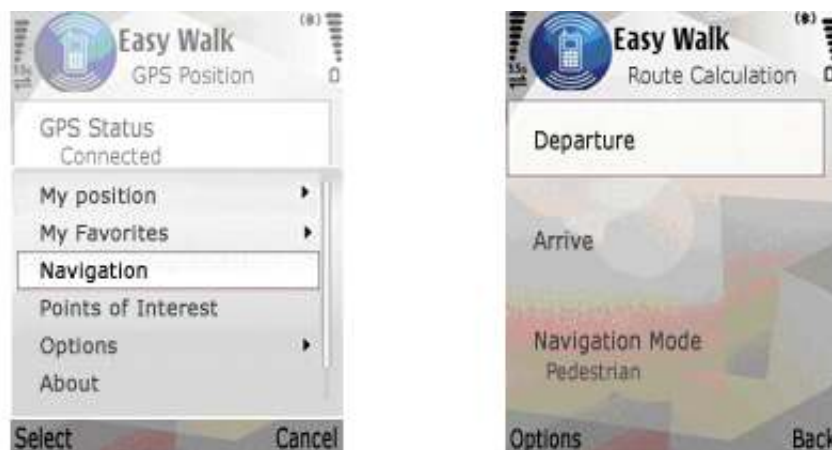 Easy Walk
GPS Position
GPS Status
Connected
My position
My Favorites
Navigation
Points of Interest
Options
About
Select Cancel
Easy Walk
Route Calculation
Departure
Arrive
Navigation Mode
Pedestrian
Options Back